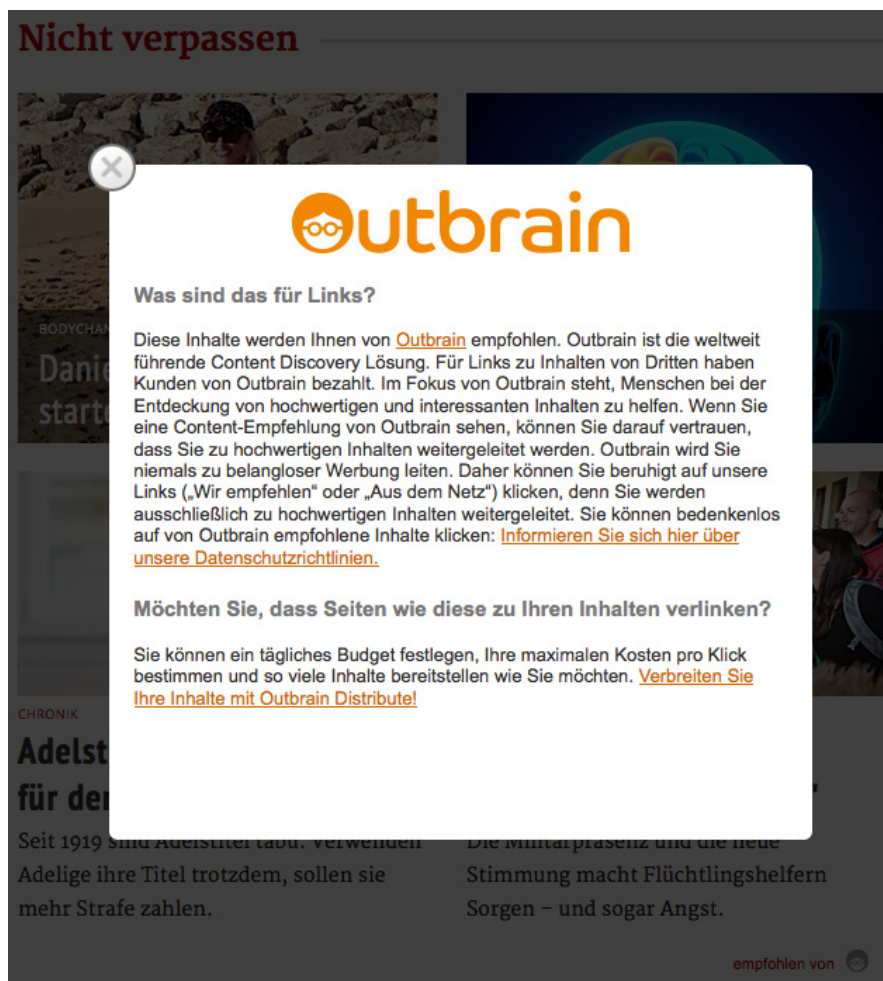 Nicht verpassen
Outbrain
Was sind das für Links?
BODYCHAN
Diese Inhalte werden Ihnen von Outbrain empfohlen. Outbrain ist die weltweit
führende Content Discovery Lösung. Für Links zu Inhalten von Dritten haben
Kunden von Outbrain bezahlt. Im Fokus von Outbrain steht, Menschen bei der
Entdeckung von hochwertigen und interessanten Inhalten zu helfen. Wenn Sie
eine Content-Empfehlung von Outbrain sehen, können Sie darauf vertrauen,
dass Sie zu hochwertigen Inhalten weitergeleitet werden. Outbrain wird Sie
niemals zu belangloser Werbung leiten. Daher können Sie beruhigt auf unsere
Links („Wir empfehlen“ oder „Aus dem Netz“) klicken, denn Sie werden
ausschließlich zu hochwertigen Inhalten weitergeleitet. Sie können bedenkenlos
auf von Outbrain empfohlene Inhalte klicken: Informieren Sie sich hier über
unsere Datenschutzrichtlinien.
Danie
starte
Möchten Sie, dass Seiten wie diese zu Ihren Inhalten verlinken?
Sie können ein tägliches Budget festlegen, Ihre maximalen Kosten pro Klick
bestimmen und so viele Inhalte bereitstellen wie Sie möchten. Verbreiten Sie
Ihre Inhalte mit Outbrain Distribute!
CHRONIK
Adelst
für der
Seit 1919 sind Adelstitel tabu. Verwenden
Adelige ihre Titel trotzdem, sollen sie
mehr Strafe zahlen.
Die Militärpräsenz und die neue
Stimmung macht Flüchtlingshelfern
Sorgen – und sogar Angst.
empfohlen von